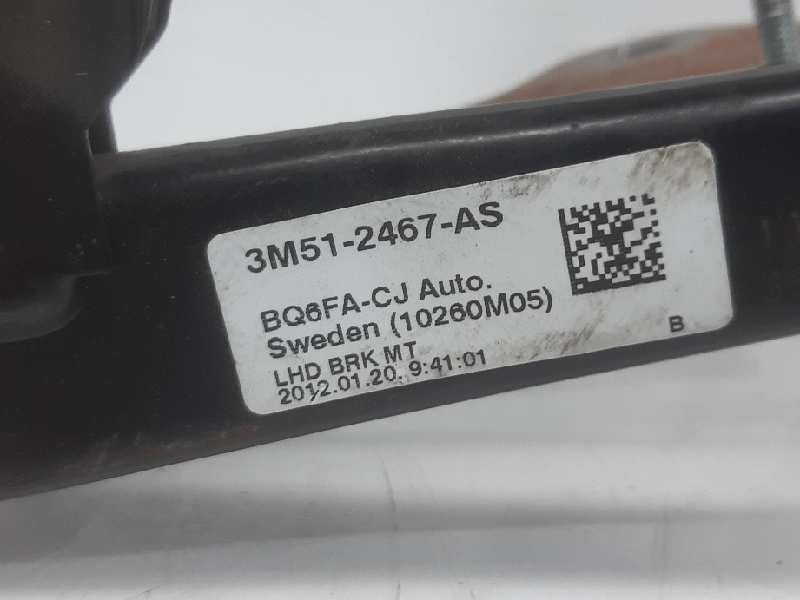 3M51-2467-AS
BQ6FA-CJ Auto.
Sweden (10260M05)
LHD BRK MT
2012.01.20. 9:41:01
B